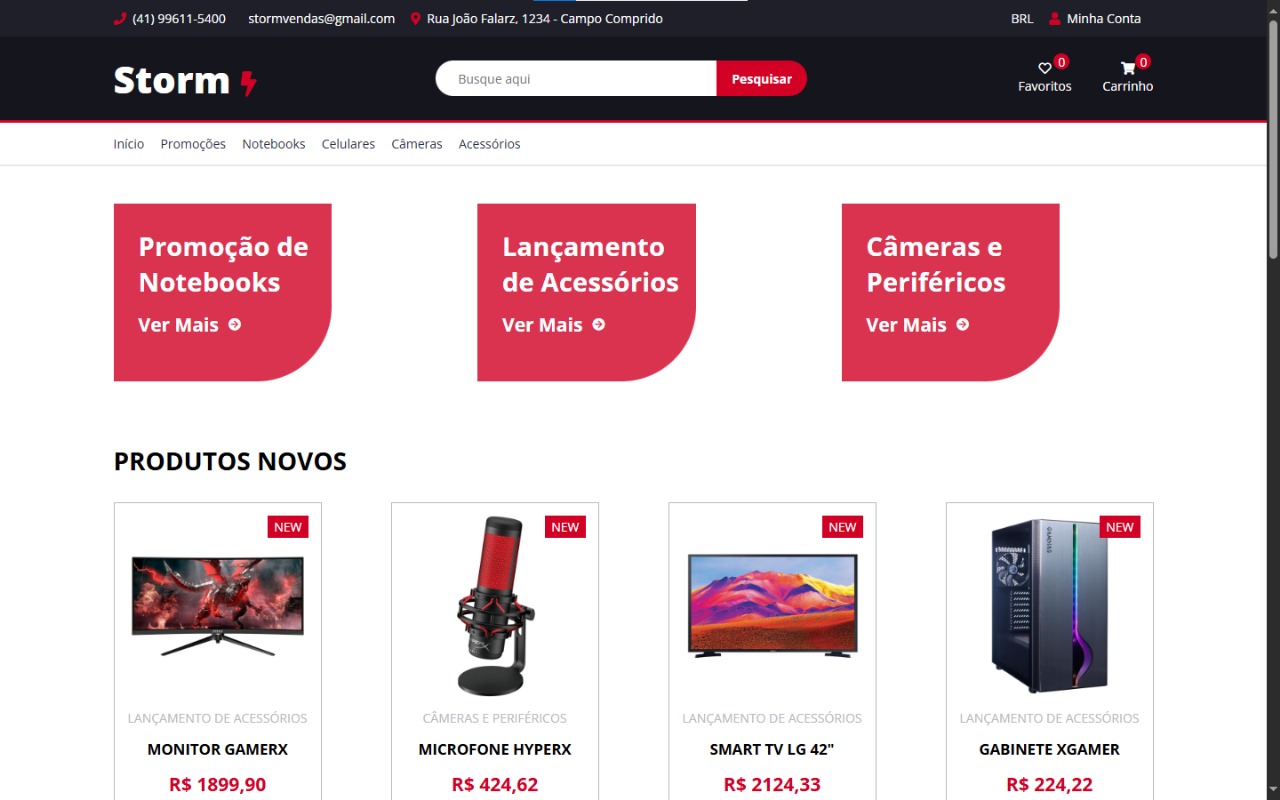 (41) 99611-5400 stormvendas@gmail.com Rua João Falarz, 1234 - Campo Comprido BRL Minha Conta
Storm
Busque aqui
Pesquisar
0
Favoritos
0
Carrinho
Início Promoções Notebooks Celulares Câmeras Acessórios
Promoção de
Notebooks
Ver Mais
Lançamento
de Acessórios
Ver Mais
Câmeras e
Periféricos
Ver Mais
PRODUTOS NOVOS
NEW
LANÇAMENTO DE ACESSÓRIOS
MONITOR GAMERX
R$ 1899,90
NEW
CÂMERAS E PERIFÉRICOS
MICROFONE HYPERX
R$ 424,62
NEW
LANÇAMENTO DE ACESSÓRIOS
SMART TV LG 42"
R$ 2124,33
NEW
LANÇAMENTO DE ACESSÓRIOS
GABINETE XGAMER
R$ 224,22